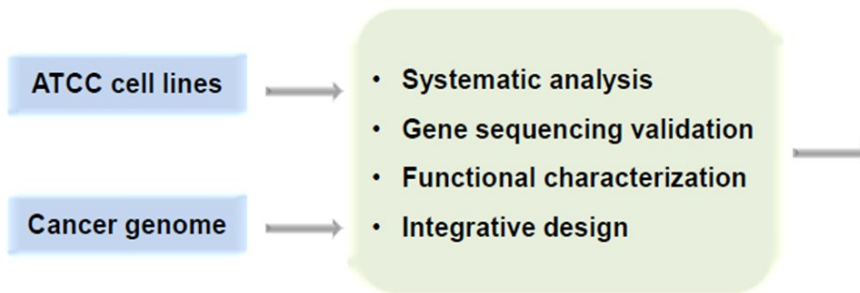 ATCC cell lines
Cancer genome
• Systematic analysis
• Gene sequencing validation
• Functional characterization
• Integrative design